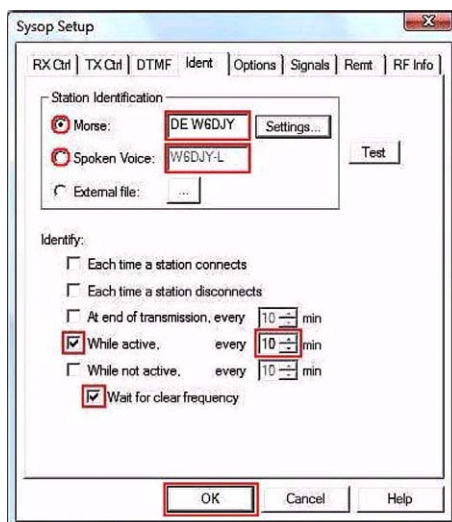 Sysop Setup
RX Ctrl TX Ctrl DTMF Ident Options Signals Remt RF Info
Station Identification
Morse: DE W6DJY Settings...
Spoken Voice: W6DJY-L
Test
External file: ...
Identify:
Each time a station connects
Each time a station disconnects
At end of transmission, every 10 min
While active, every 10 min
While not active, every 10 min
Wait for clear frequency
OK Cancel Help